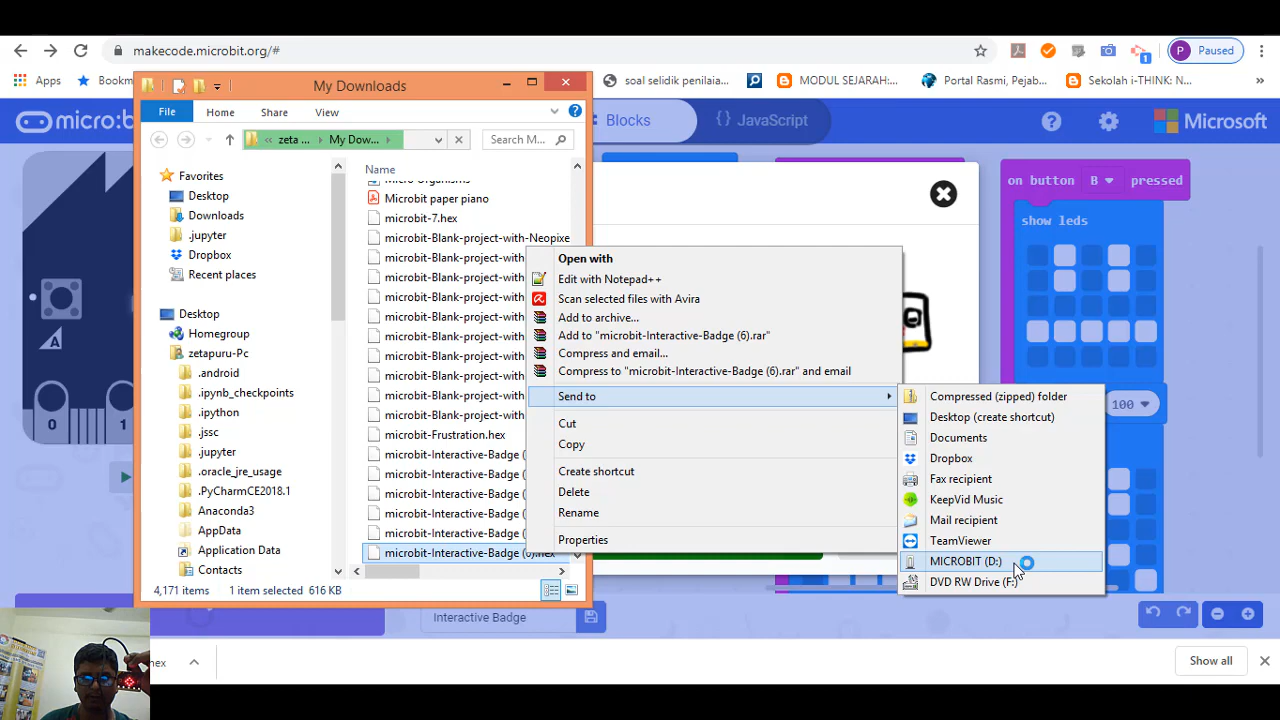 makecode.microbit.org/#
Paused
Apps
Bookm
soal selidik penilaia...
MODUL SEJARAH:...
Portal Rasmi, Pejab...
Sekolah i-THINK: N...
My Downloads
micro:b
Blocks
{} JavaScript
Microsoft
File
Home
Share
View
zeta ...
My Dow...
Search M...
Name
Favorites
Desktop
Downloads
.jupyter
Dropbox
Recent places
Desktop
Homegroup
zetapuru-Pc
.android
.ipynb_checkpoints
.ipython
.jssc
.jupyter
.oracle_jre_usage
.PyCharmCE2018.1
Anaconda3
AppData
Application Data
Contacts
Micro Organisms
Microbit paper piano
microbit-7.hex
microbit-Blank-project-with-Neopixe
microbit-Blank-project-with-
microbit-Blank-project-with-
microbit-Blank-project-with-
microbit-Blank-project-with-
microbit-Blank-project-with-
microbit-Blank-project-with-
microbit-Blank-project-with-
microbit-Blank-project-with-
microbit-Blank-project-with-
microbit-Frustration.hex
microbit-Interactive-Badge (
microbit-Interactive-Badge (
microbit-Interactive-Badge (
microbit-Interactive-Badge (
microbit-Interactive-Badge (
microbit-Interactive-Badge (6).hex
4,171 items
1 item selected 616 KB
Open with
Edit with Notepad++
Scan selected files with Avira
Add to archive...
Add to "microbit-Interactive-Badge (6).rar"
Compress and email...
Compress to "microbit-Interactive-Badge (6).rar" and email
Send to
Cut
Copy
Create shortcut
Delete
Rename
Properties
Compressed (zipped) folder
Desktop (create shortcut)
Documents
Dropbox
Fax recipient
KeepVid Music
Mail recipient
TeamViewer
MICROBIT (D:)
DVD RW Drive (F:)
on button B pressed
show leds
100
A
0
1
Interactive Badge
hex
Show all